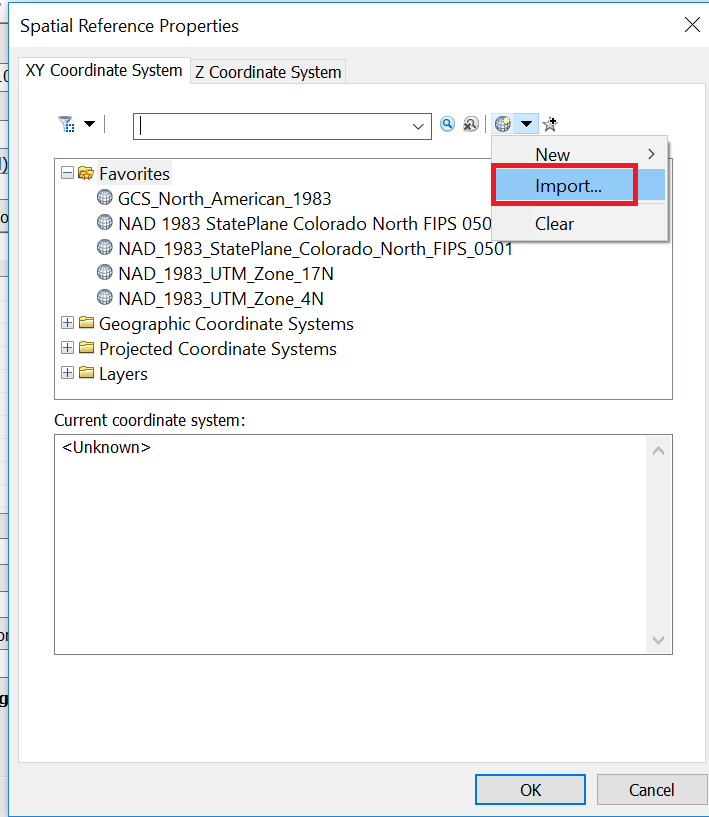 Spatial Reference Properties
XY Coordinate System
Z Coordinate System
New
Import...
Clear
Favorites
GCS_North_American_1983
NAD 1983 StatePlane Colorado North FIPS 050
NAD_1983_StatePlane_Colorado_North_FIPS_0501
NAD_1983_UTM_Zone_17N
NAD_1983_UTM_Zone_4N
Geographic Coordinate Systems
Projected Coordinate Systems
Layers
Current coordinate system:
<Unknown>
OK
Cancel